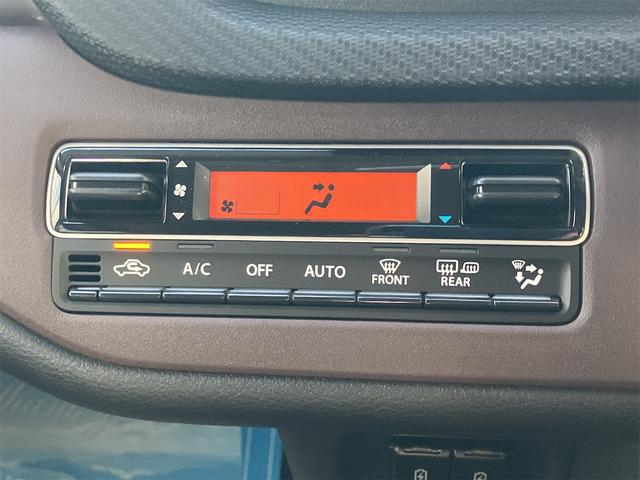 A/C OFF AUTO FRONT REAR